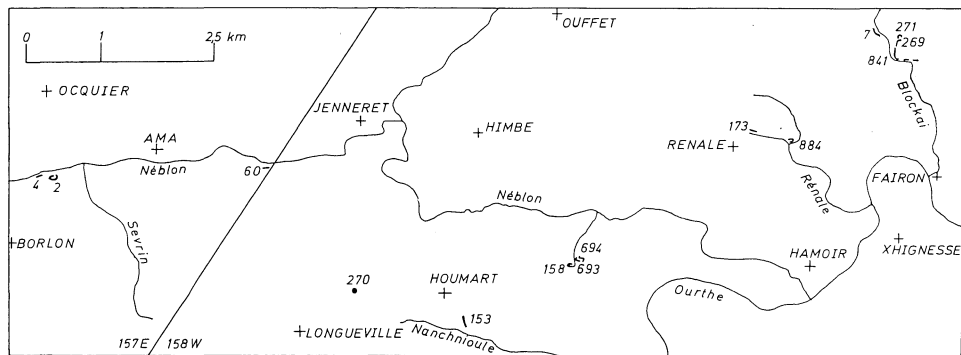 OUFFET
271
7
269
0 1 2,5 km
841
OCQUIER
Blockai
JENNERET
HIMBE
173
AMA
RENALE
884
Néblon
60
FAIRON
4 2
Rénale
Néblon
Sevrin
BORLON
694
XHIGNESSE
158 693
HAMOIR
270
HOUMART
Ourthe
153
LONGUEVILLE
Nanchnioule
157E 158W